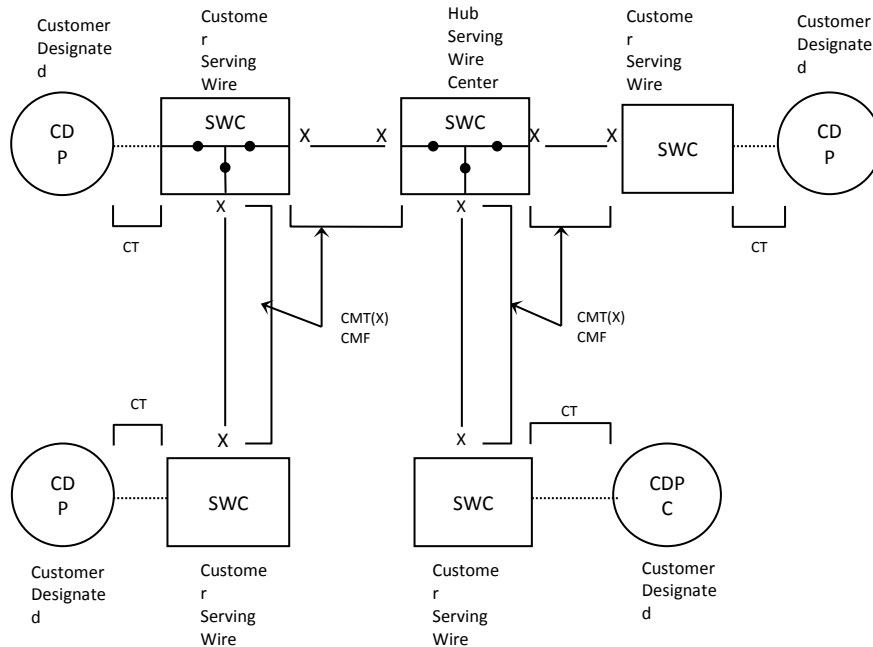 Customer
Designate
d
Custome
r
Serving
Wire
Hub
Serving
Wire
Center
Custome
r
Serving
Wire
Customer
Designate
d
CD
P
SWC
X
X
SWC
X
X
SWC
CD
P
X
X
CT
CT
CMT(X)
CMF
CMT(X)
CMF
CT
CT
X
X
CD
P
SWC
SWC
CDP
C
Customer
Designate
d
Custome
r
Serving
Wire
Custome
r
Serving
Wire
Customer
Designate
d